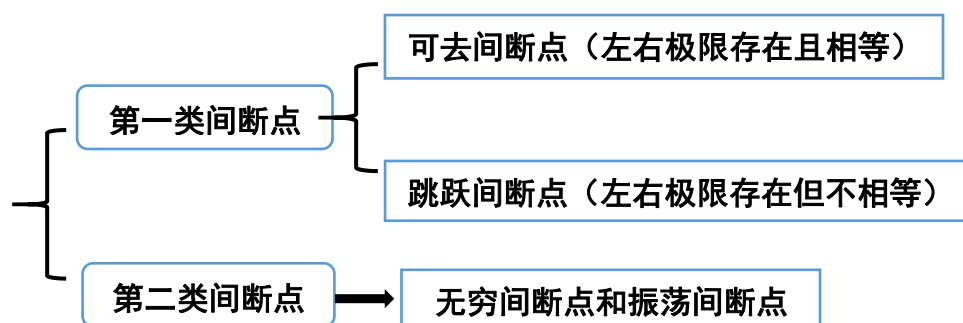 可去间断点（左右极限存在且相等）
第一类间断点
跳跃间断点（左右极限存在但不相等）
第二类间断点
无穷间断点和振荡间断点